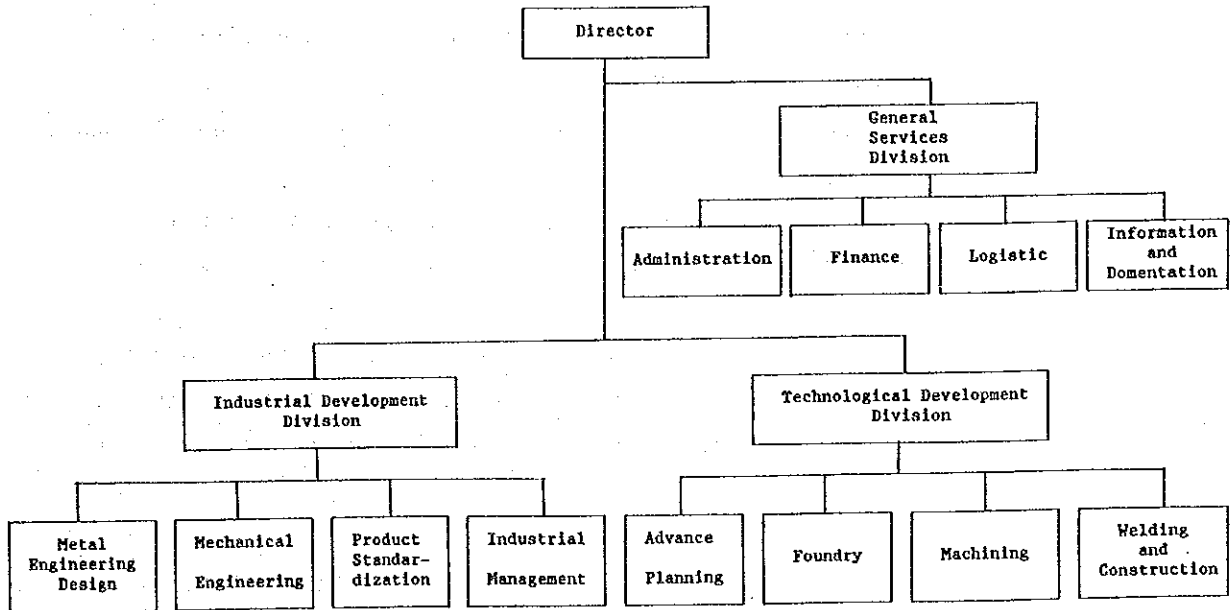 Director
General
Services
Division
Administration
Finance
Logistic
Information
and
Domentation
Industrial Development
Division
Technological Development
Division
Metal
Engineering
Design
Mechanical
Engineering
Product
Standar-
dization
Industrial
Management
Advance
Planning
Foundry
Machining
Welding
and
Construction